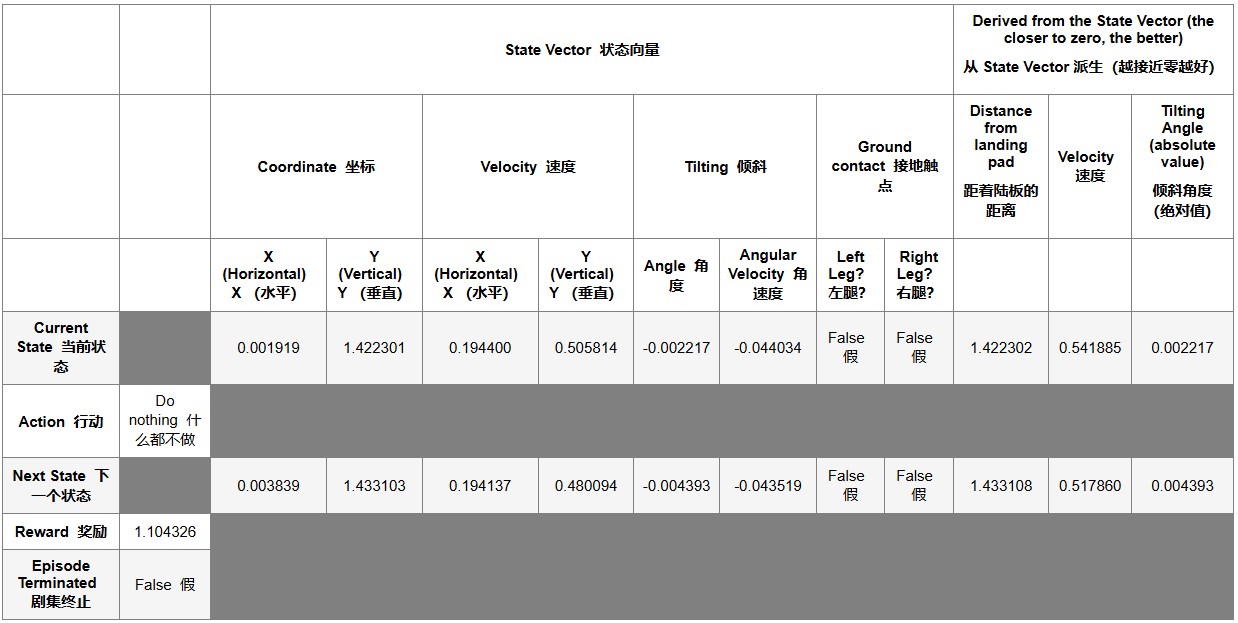 State Vector 状态向量
Derived from the State Vector (the
closer to zero, the better)
从 State Vector 派生（越接近零越好)
Coordinate 坐标
Velocity 速度
Tilting 倾斜
Ground
contact 接地触
点
Distance
from
landing
pad
距着陆板的
距离
Velocity
速度
Tilting
Angle
(absolute
value)
倾斜角度
(绝对值)
X
(Horizontal)
X （水平）
Y
(Vertical)
Y （垂直）
X
(Horizontal)
X （水平）
Y
(Vertical)
Y （垂直）
Angle 角
度
Angular
Velocity 角
速度
Left
Leg?
左腿?
Right
Leg?
右腿?
Current
State 当前状
态
0.001919
1.422301
0.194400
0.505814
-0.002217
-0.044034
False
假
False
假
1.422302
0.541885
0.002217
Action 行动
Do
nothing 什
么都不做
Next State 下
一个状态
0.003839
1.433103
0.194137
0.480094
-0.004393
-0.043519
False
假
False
假
1.433108
0.517860
0.004393
Reward 奖励
1.104326
Episode
Terminated
剧集终止
False 假